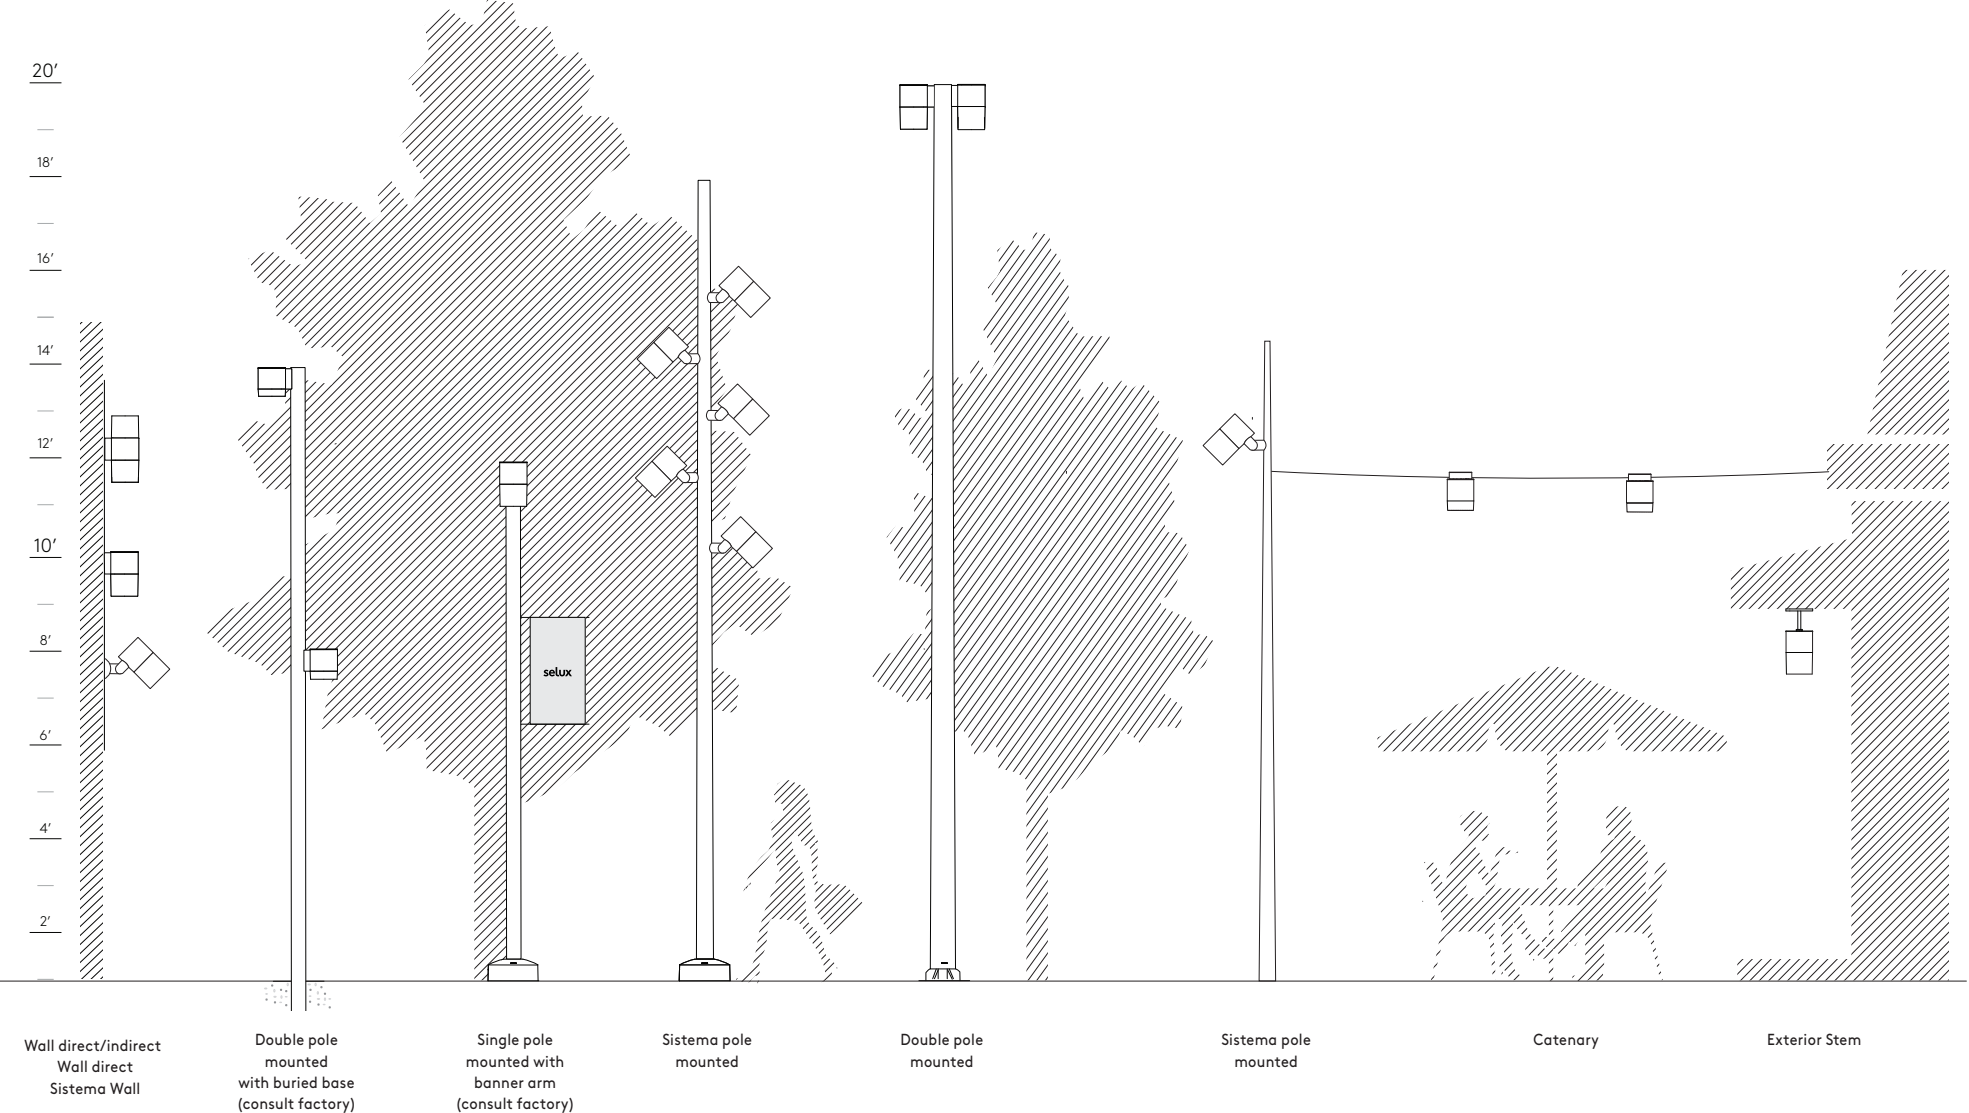 20′
18′
16′
14′
12′
10′
8′
6′
4′
2′
selux
Wall direct/indirect
Wall direct
Sistema Wall
Double pole
mounted
with buried base
(consult factory)
Single pole
mounted with
banner arm
(consult factory)
Sistema pole
mounted
Double pole
mounted
Sistema pole
mounted
Catenary
Exterior Stem